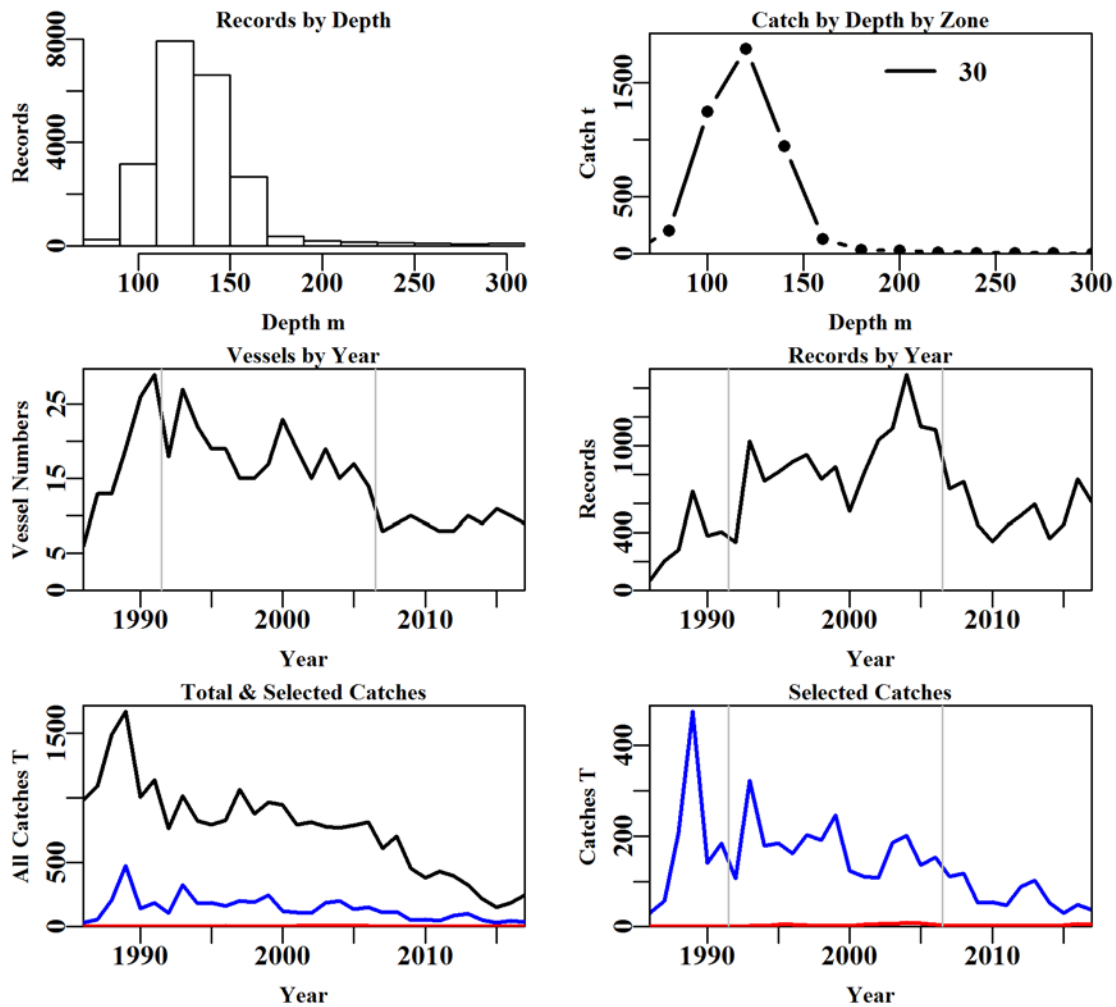 Records by Depth
Records
0 4000 8000
100 150 200 250 300
Depth m
Catch by Depth by Zone
Catch t
0 500 1500
30
100 150 200 250 300
Depth m
Vessels by Year
Vessel Numbers
0 5 15 25
1990 2000 2010
Year
Records by Year
Records
0 400 1000
1990 2000 2010
Year
Total & Selected Catches
All Catches T
0 500 1500
1990 2000 2010
Year
Selected Catches
Catches T
0 200 400
1990 2000 2010
Year